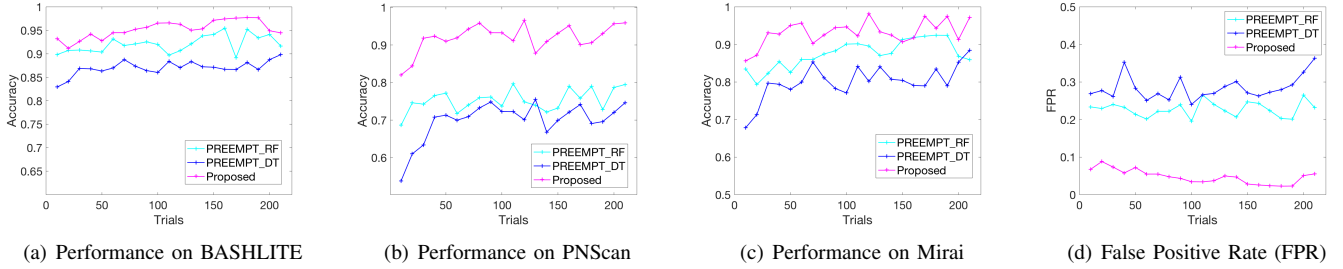 1
0.95
0.9
0.85
0.8
0.75
0.7
0.65
Accuracy
0
50
100
150
200
Trials
PREEMPT_RF
PREEMPT_DT
Proposed
(a) Performance on BASHLITE
1
0.9
0.8
0.7
0.6
Accuracy
0
50
100
150
200
Trials
PREEMPT_RF
PREEMPT_DT
Proposed
(b) Performance on PNScan
1
0.9
0.8
0.7
0.6
0.5
Accuracy
0
50
100
150
200
Trials
PREEMPT_RF
PREEMPT_DT
Proposed
(c) Performance on Mirai
0.5
0.4
0.3
0.2
0.1
0
FPR
0
50
100
150
200
Trials
PREEMPT_RF
PREEMPT_DT
Proposed
(d) False Positive Rate (FPR)